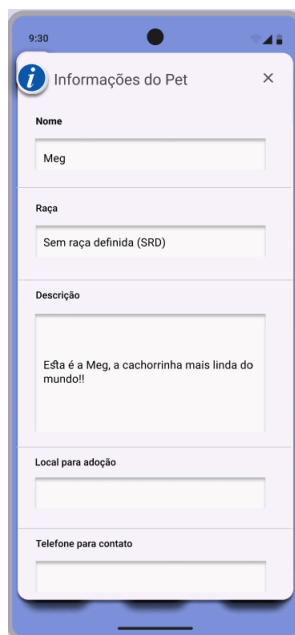 9:30
i Informações do Pet ×
Nome
Meg
Raça
Sem raça definida (SRD)
Descrição
Esta é a Meg, a cachorrinha mais linda do
mundo!!
Local para adoção
Telefone para contato